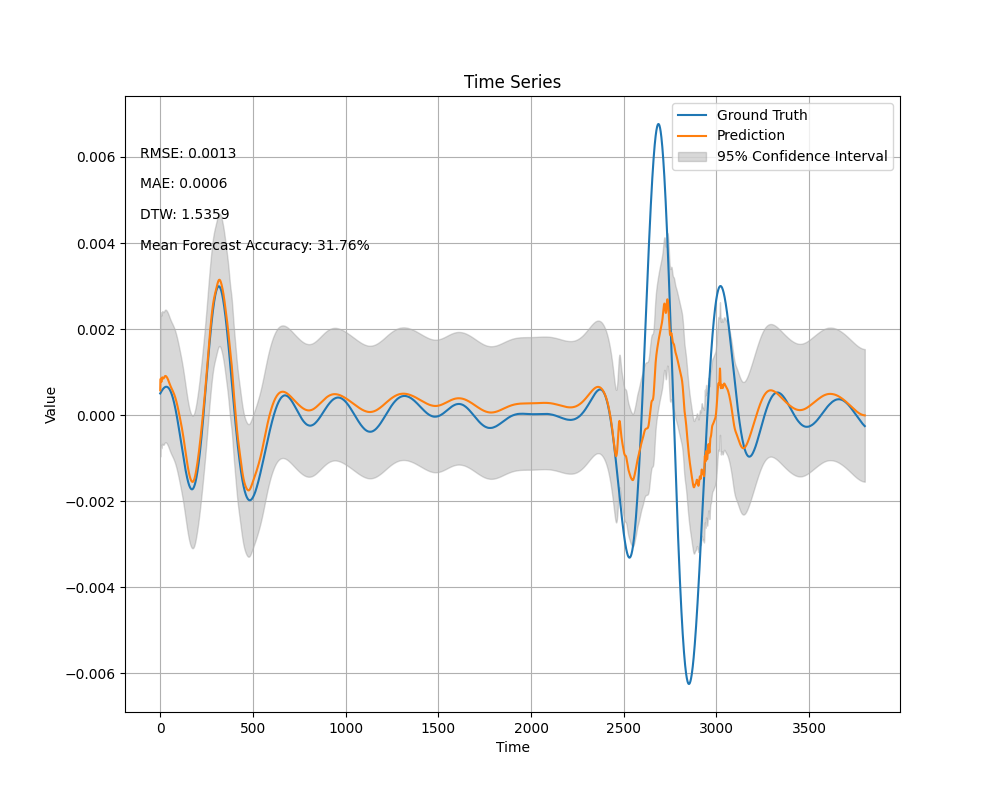 Time Series
Ground Truth
Prediction
95% Confidence Interval
RMSE: 0.0013
MAE: 0.0006
DTW: 1.5359
Mean Forecast Accuracy: 31.76%
Value
0.006
0.004
0.002
0.000
−0.002
−0.004
−0.006
0
500
1000
1500
2000
2500
3000
3500
Time